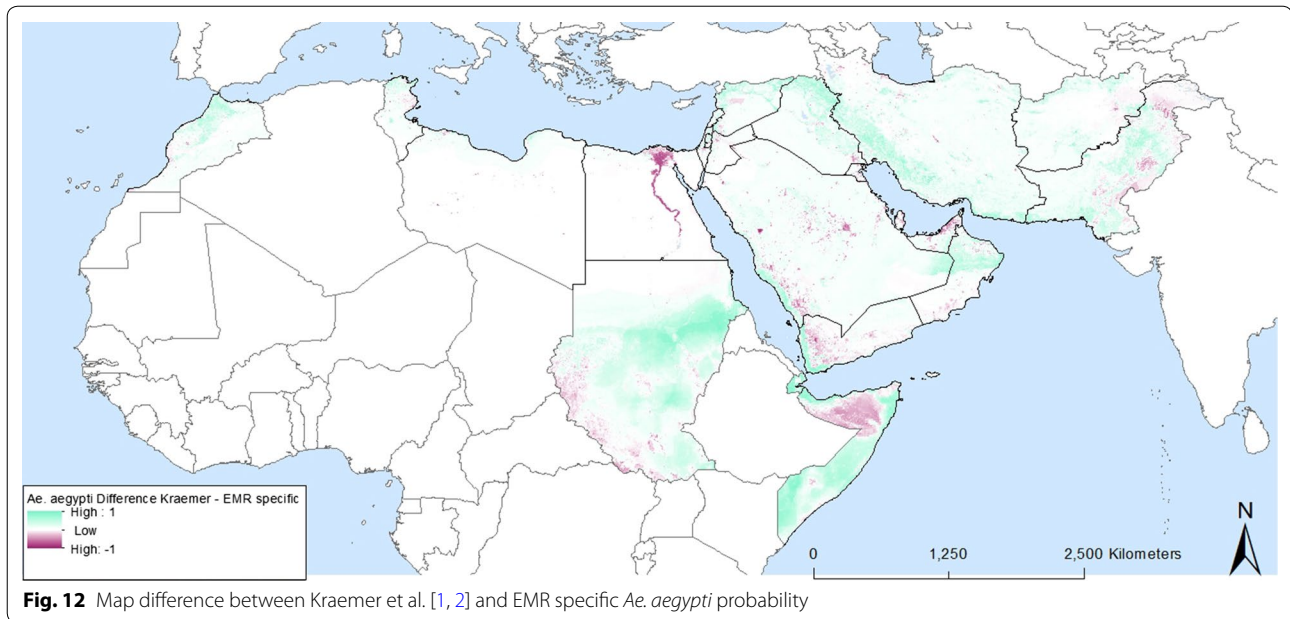 Ae. aegypti Difference Kraemer - EMR specific
High : 1
Low
High: -1
N
0 1,250 2,500 Kilometers
Fig. 12 Map difference between Kraemer et al. [1, 2] and EMR specific Ae. aegypti probability